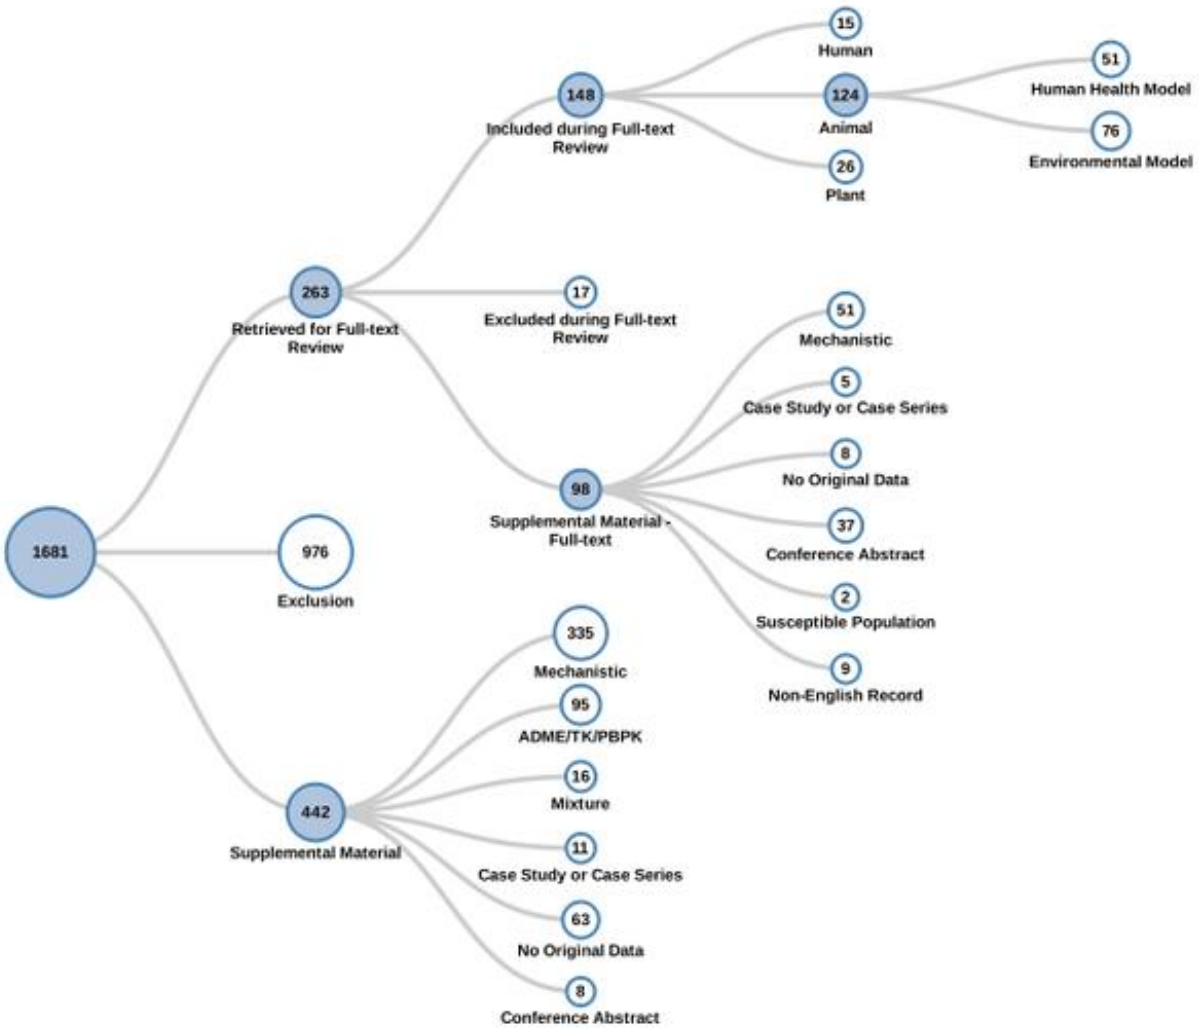 1681
263
Retrieved for Full-text
Review
148
Included during Full-text
Review
15
Human
124
Animal
51
Human Health Model
76
Environmental Model
26
Plant
17
Excluded during Full-text
Review
98
Supplemental Material -
Full-text
51
Mechanistic
5
Case Study or Case Series
8
No Original Data
37
Conference Abstract
2
Susceptible Population
9
Non-English Record
976
Exclusion
442
Supplemental Material
335
Mechanistic
95
ADME/TK/PBPK
16
Mixture
11
Case Study or Case Series
63
No Original Data
8
Conference Abstract